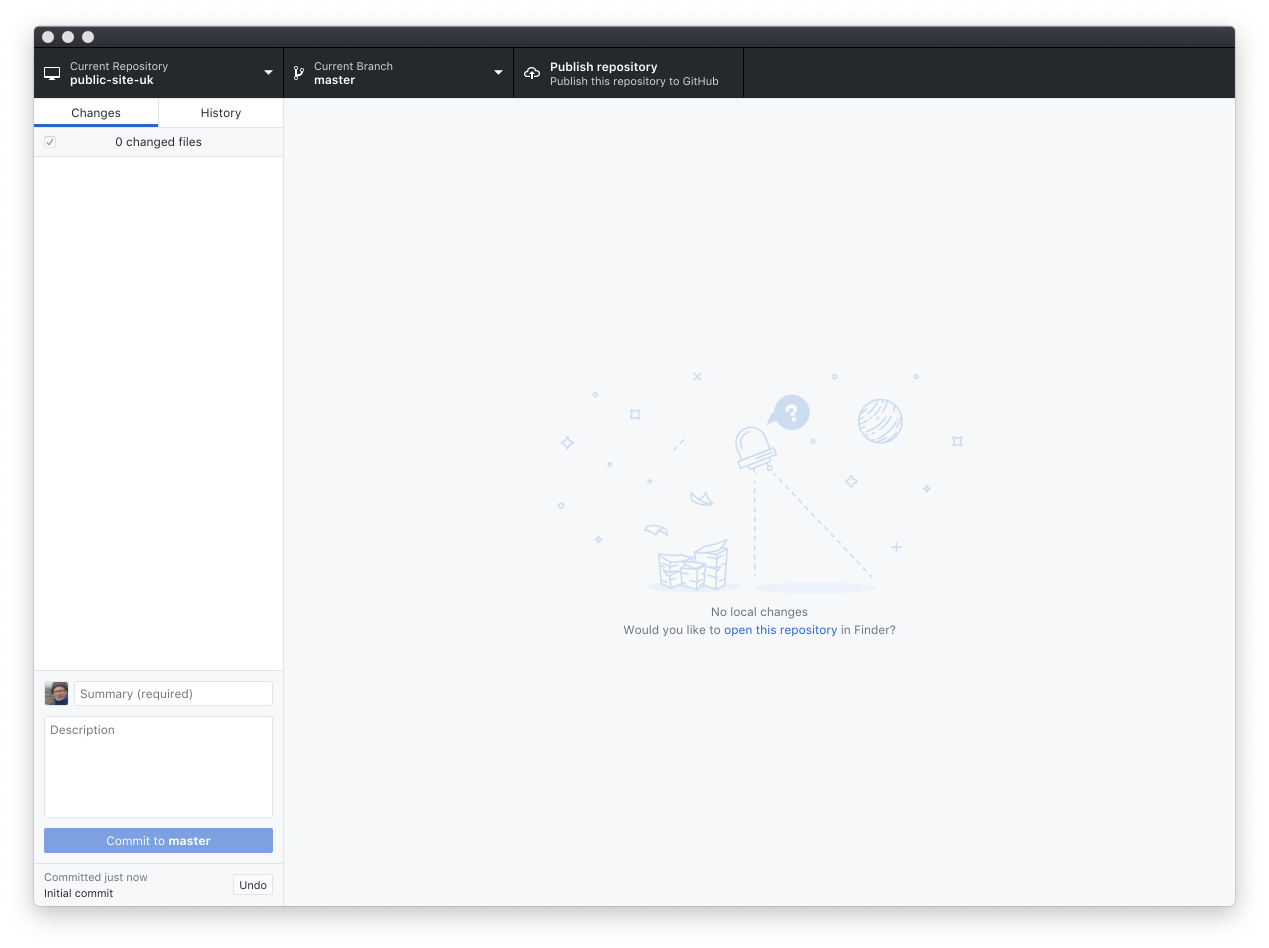 Current Repository
public-site-uk
Current Branch
master
Publish repository
Publish this repository to GitHub
Changes
History
0 changed files
?
No local changes
Would you like to open this repository in Finder?
Summary (required)
Description
Commit to master
Committed just now
Initial commit
Undo